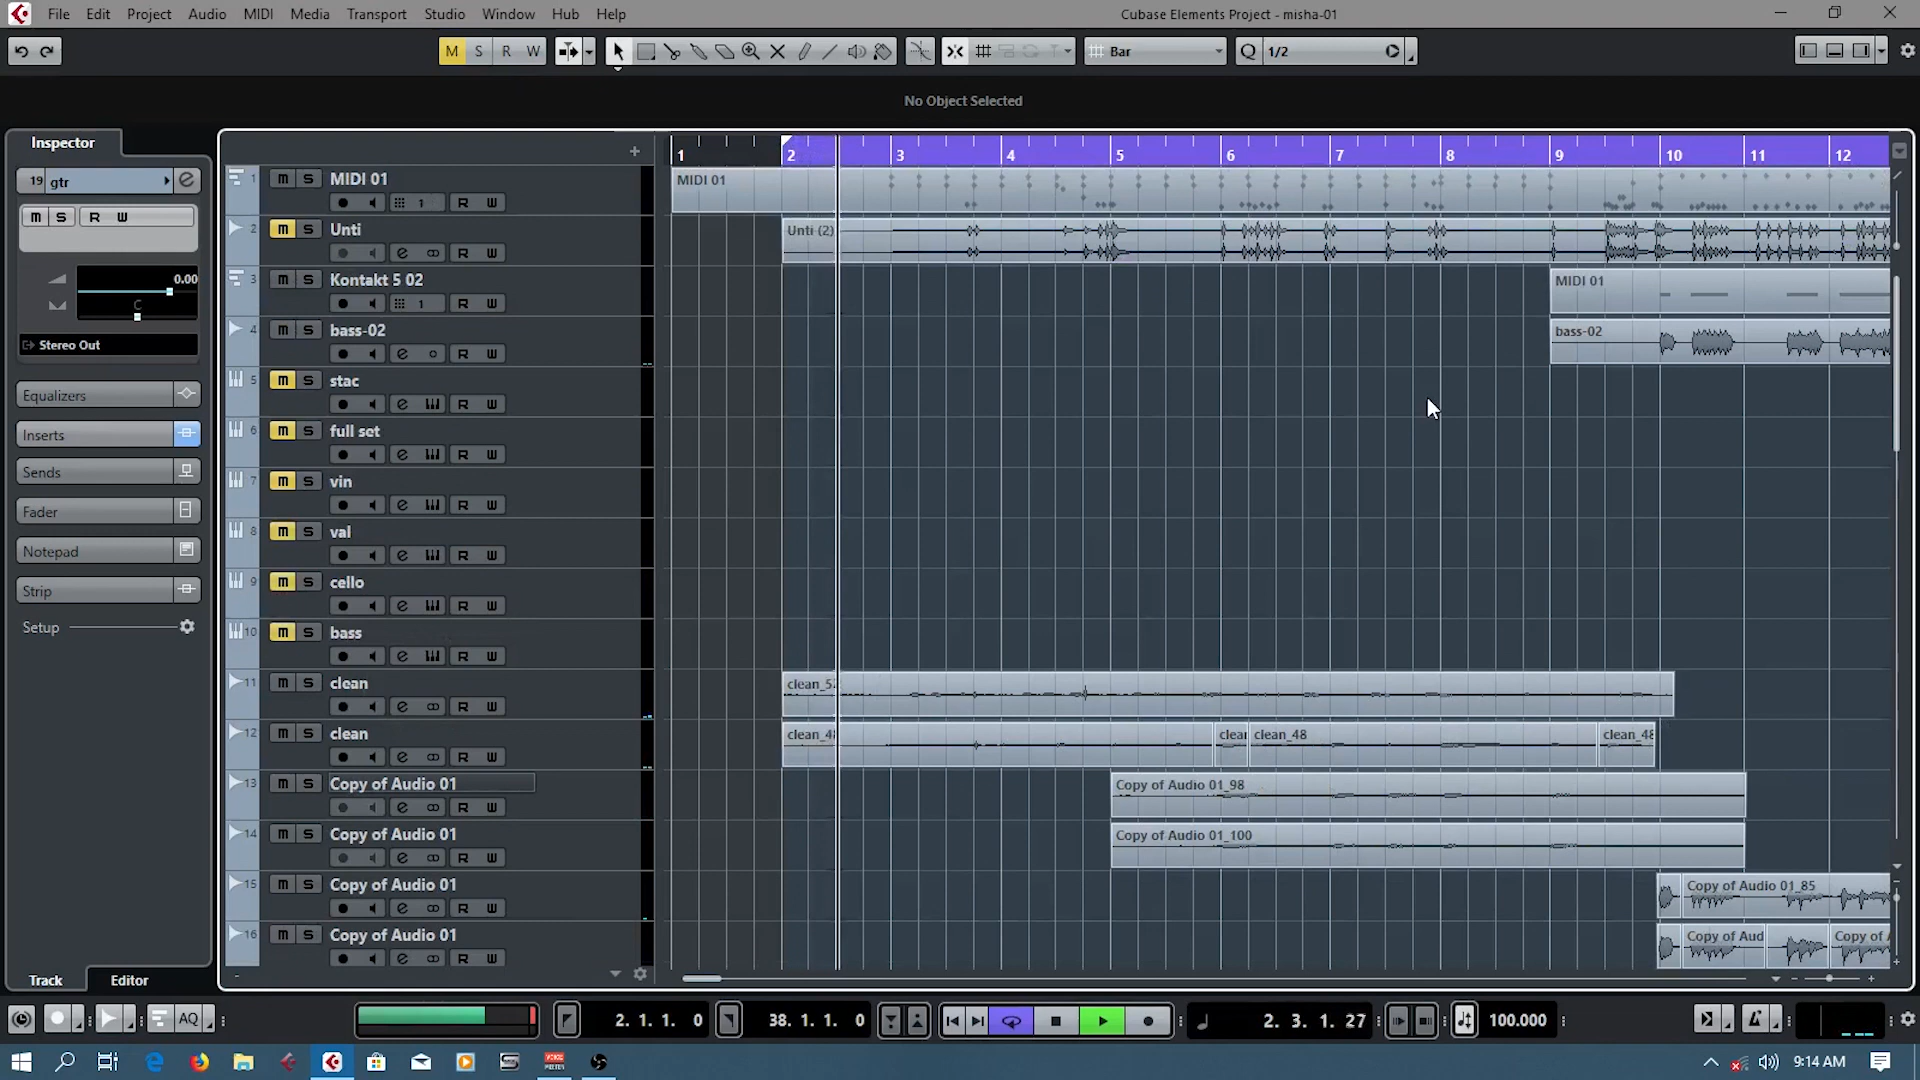 File Edit Project Audio MIDI Media Transport Studio Window Hub Help
Cubase Elements Project - misha-01
M S R W
Bar
Q 1/2
No Object Selected
Inspector
19 gtr
m S R W
0.00
C
Stereo Out
Equalizers
Inserts
Sends
Fader
Notepad
Strip
Setup
Track Editor
1 2 3 4 5 6 7 8 9 10 11 12
1 m S MIDI 01
1 R W
MIDI 01
2 m S Unti
e R W
Unti (2)
3 m S Kontakt 5 02
1 R W
MIDI 01
4 m S bass-02
e R W
bass-02
5 m S stac
e R W
6 m S full set
e R W
7 m S vin
e R W
8 m S val
e R W
9 m S cello
e R W
10 m S bass
e R W
11 m S clean
e R W
clean_5
12 m S clean
e R W
clean_4 clean_48 clean_48
13 m S Copy of Audio 01
e R W
Copy of Audio 01_98
14 m S Copy of Audio 01
e R W
Copy of Audio 01_100
15 m S Copy of Audio 01
e R W
Copy of Audio 01_85
16 m S Copy of Audio 01
e R W
Copy of Aud Copy of
AQ
2. 1. 1. 0
38. 1. 1. 0
2. 3. 1. 27
100.000
VOICE
MEETER
9:14 AM